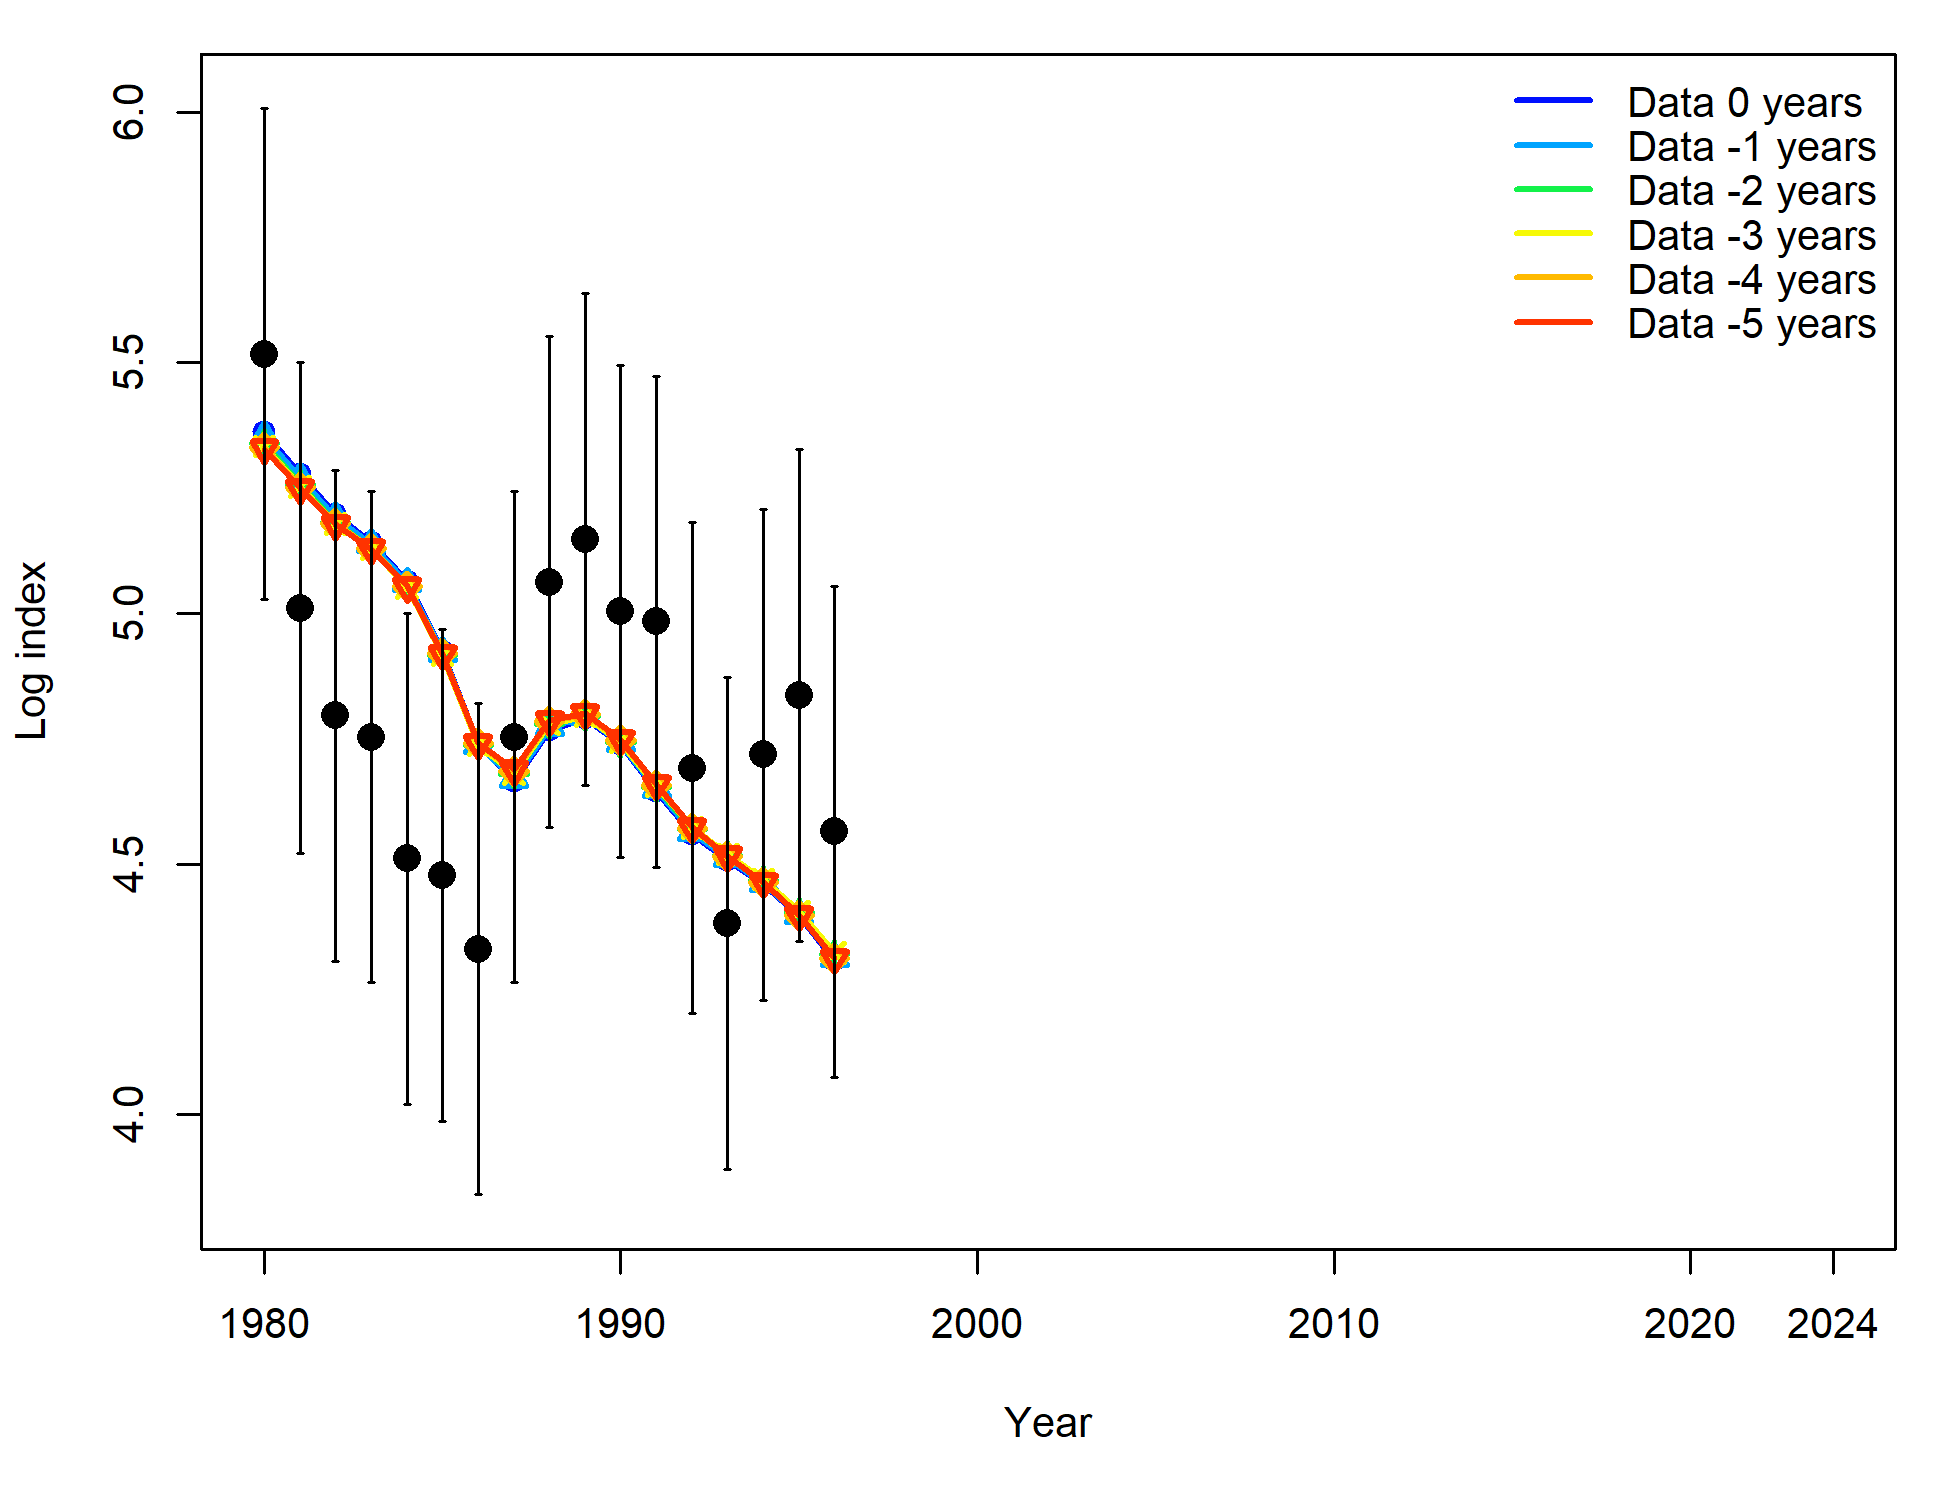 Data 0 years
Data -1 years
Data -2 years
Data -3 years
Data -4 years
Data -5 years
6.0
5.5
5.0
4.5
4.0
Log index
1980
1990
2000
2010
2020
2024
Year